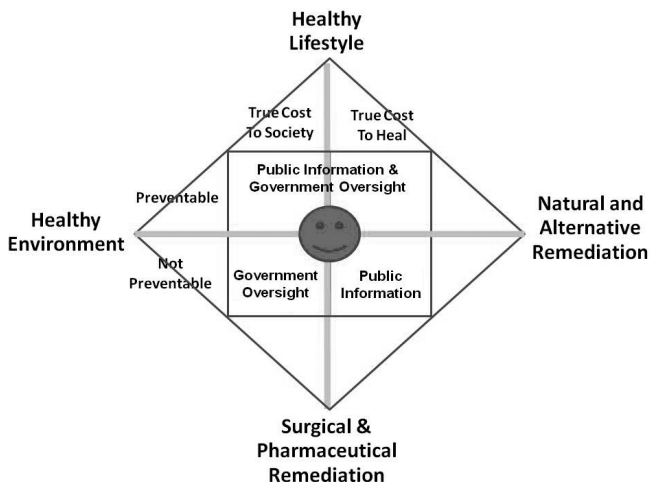 Healthy
Lifestyle
True Cost
To Society
True Cost
To Heal
Public Information &
Government Oversight
Preventable
Healthy
Environment
Natural and
Alternative
Remediation
Not
Preventable
Government
Oversight
Public
Information
Surgical &
Pharmaceutical
Remediation